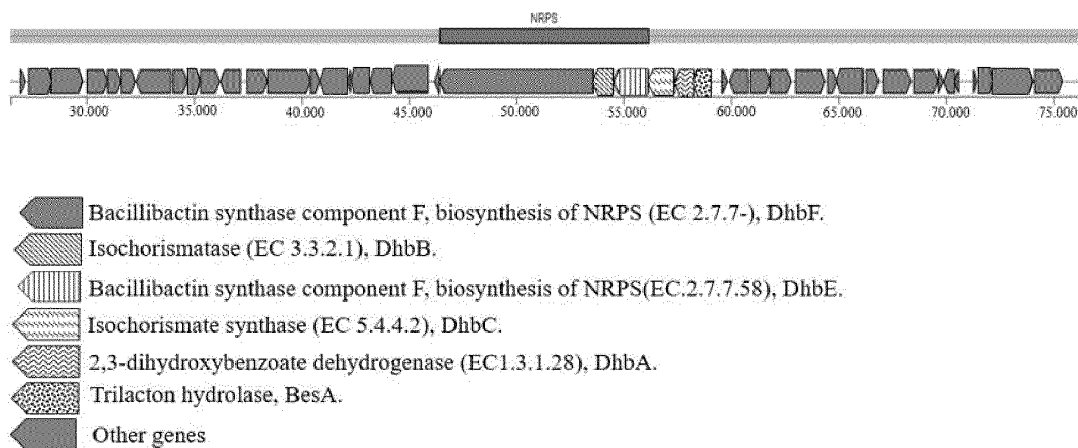 NRPS
30.000 35.000 40.000 45.000 50.000 55.000 60.000 65.000 70.000 75.000
Bacillibactin synthase component F, biosynthesis of NRPS (EC 2.7.7-), DhbF.
Isochorismatase (EC 3.3.2.1), DhbB.
Bacillibactin synthase component F, biosynthesis of NRPS(EC.2.7.7.58), DhbE.
Isochorismate synthase (EC 5.4.4.2), DhbC.
2,3-dihydroxybenzoate dehydrogenase (EC1.3.1.28), DhbA.
Trilacton hydrolase, BesA.
Other genes